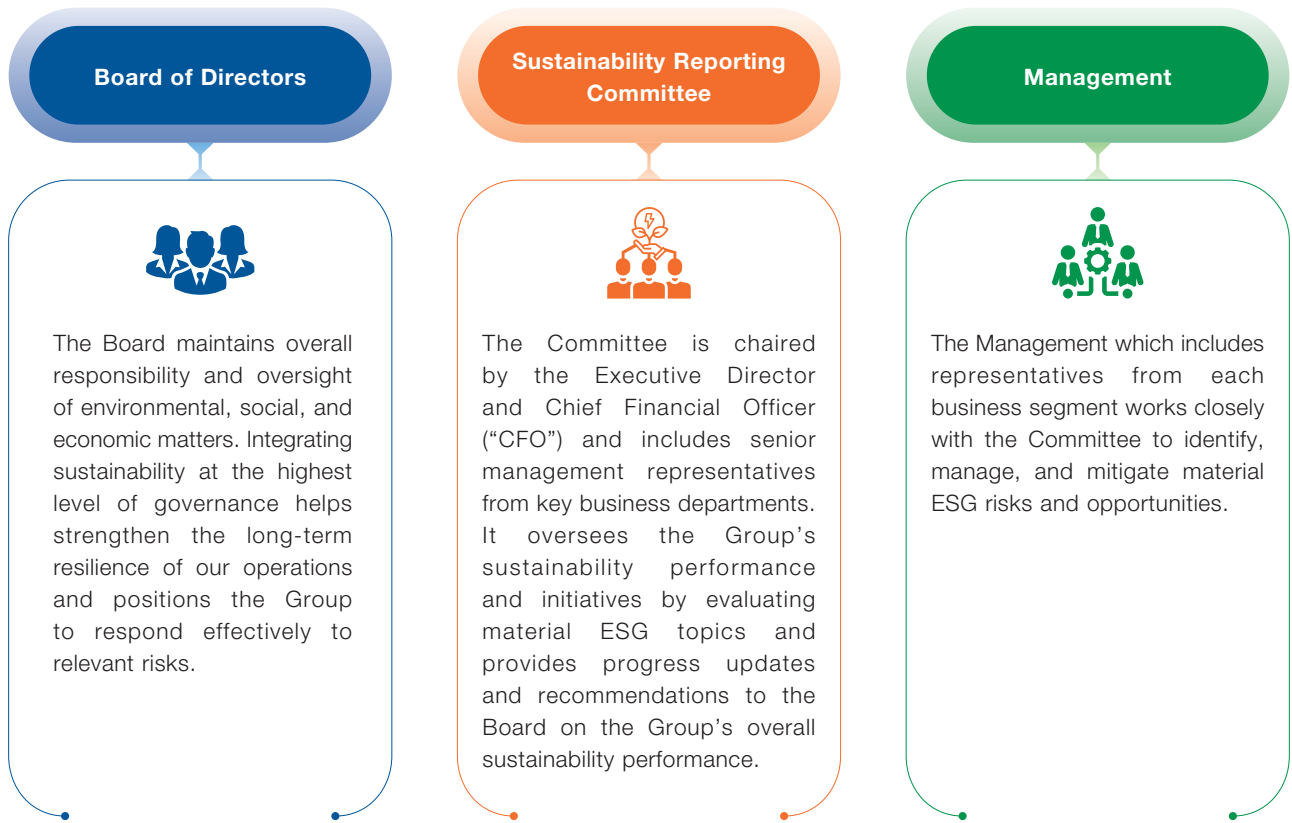 Board of Directors
The Board maintains overall
responsibility and oversight
of environmental, social, and
economic matters. Integrating
sustainability at the highest
level of governance helps
strengthen the long-term
resilience of our operations
and positions the Group
to respond effectively to
relevant risks.
Sustainability Reporting
Committee
The Committee is chaired
by the Executive Director
and Chief Financial Officer
(“CFO”) and includes senior
management representatives
from key business departments.
It oversees the Group’s
sustainability performance
and initiatives by evaluating
material ESG topics and
provides progress updates
and recommendations to the
Board on the Group’s overall
sustainability performance.
Management
The Management which includes
representatives from each
business segment works closely
with the Committee to identify,
manage, and mitigate material
ESG risks and opportunities.